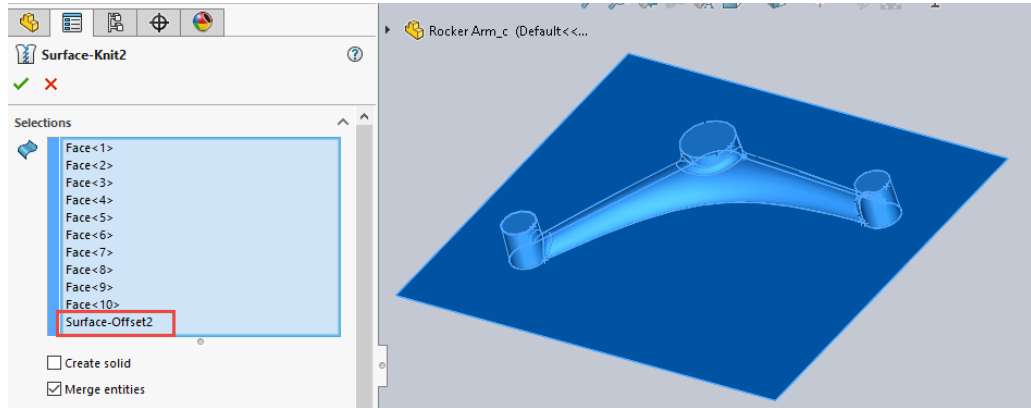 Rocker Arm_c (Default<<...
Surface-Knit2
Selections
Face<1>
Face<2>
Face<3>
Face<4>
Face<5>
Face<6>
Face<7>
Face<8>
Face<9>
Face<10>
Surface-Offset2
Create solid
Merge entities